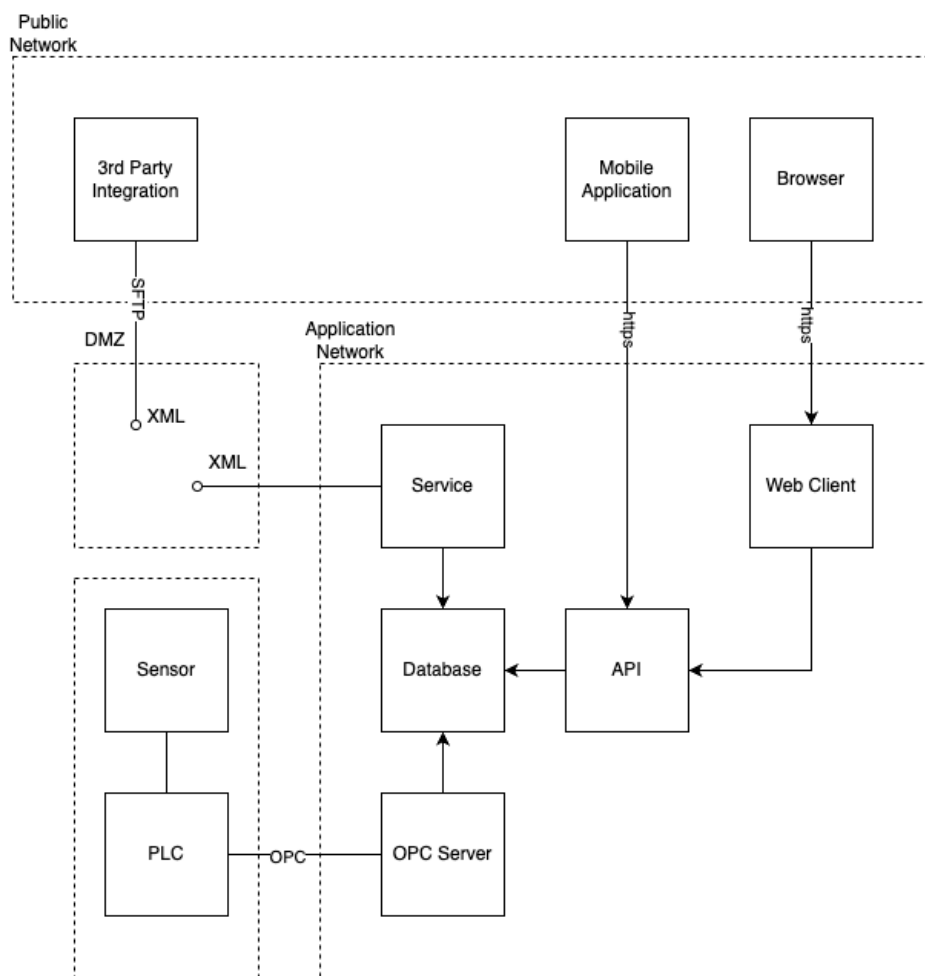 Public
Network
3rd Party
Integration
Mobile
Application
Browser
SFTP
https
https
DMZ
Application
Network
XML
XML
Service
Web Client
Sensor
Database
API
PLC
OPC
OPC Server